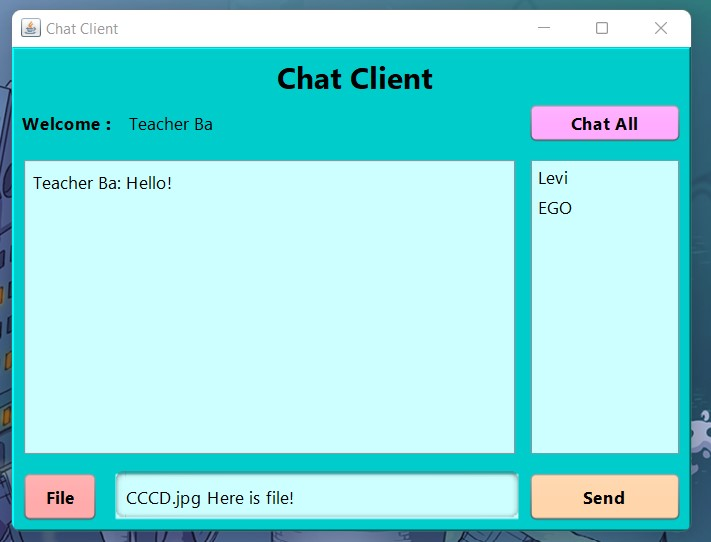 Chat Client
Chat Client
Welcome : Teacher Ba
Chat All
Teacher Ba: Hello!
Levi
EGO
File
CCCD.jpg Here is file!
Send